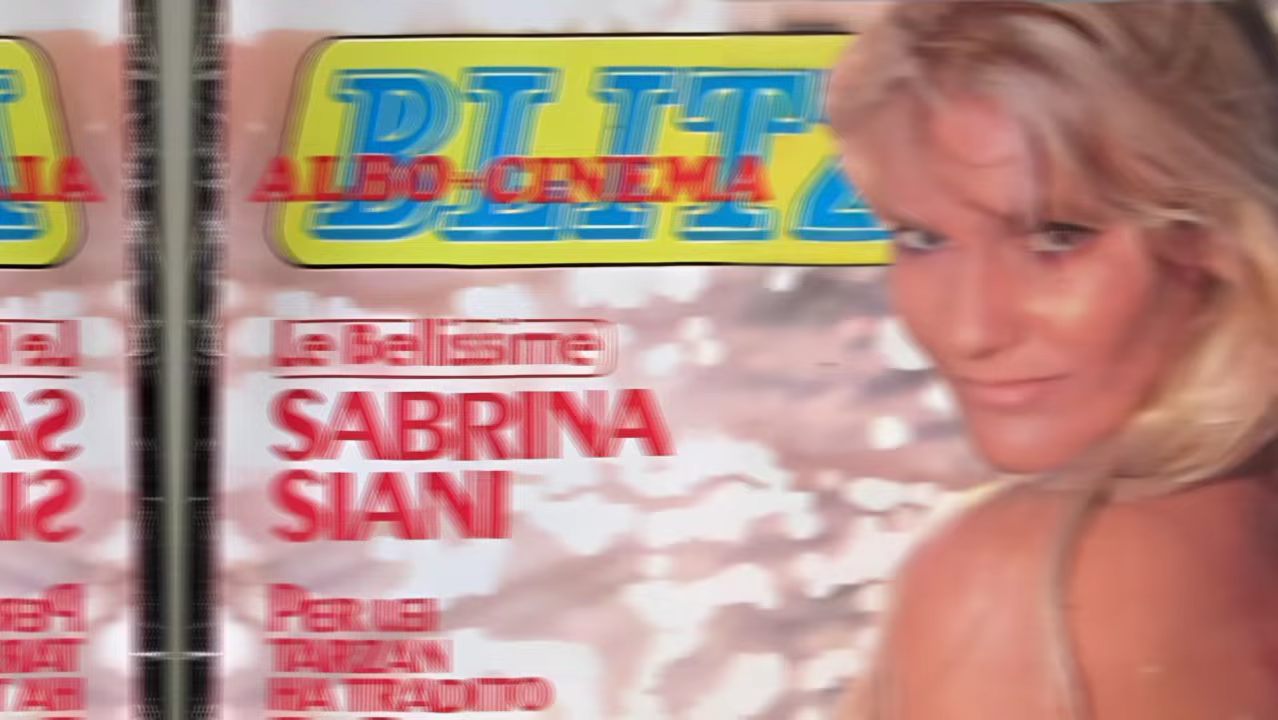 BLITZ
ALBO-CINEMA
Le Bellissime
SABRINA
SIANI
PER LEI
TARZAN
HA TRADITO